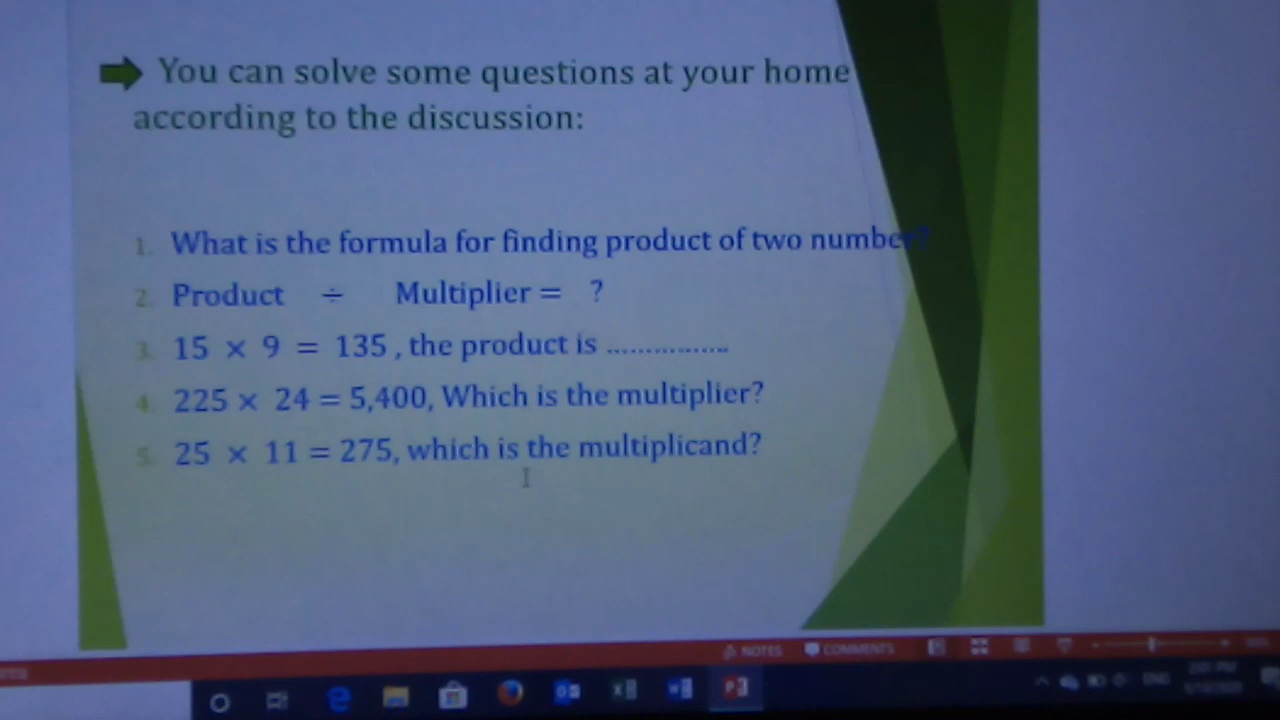 You can solve some questions at your home
according to the discussion:
1. What is the formula for finding product of two number?
2. Product ÷ Multiplier = ?
3. 15 × 9 = 135 , the product is ................
4. 225 × 24 = 5,400, Which is the multiplier?
5. 25 × 11 = 275, which is the multiplicand?
NOTES COMMENTS
ENG